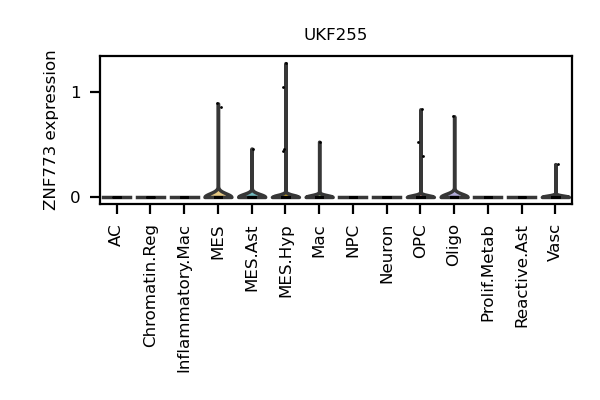 UKF255
ZNF773 expression
1
0
AC
Chromatin.Reg
Inflammatory.Mac
MES
MES.Ast
MES.Hyp
Mac
NPC
Neuron
OPC
Oligo
Prolif.Metab
Reactive.Ast
Vasc